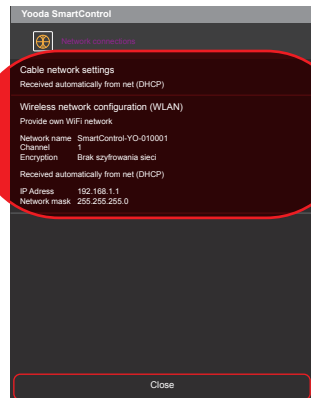 Yooda SmartControl
Network connections
Cable network settings
Received automatically from net (DHCP)
Wireless network configuration (WLAN)
Provide own WiFi network
Network name SmartControl-YO-010001
Channel 1
Encryption Brak szyfrowania sieci
Received automatically from net (DHCP)
IP Adress 192.168.1.1
Network mask 255.255.255.0
Close